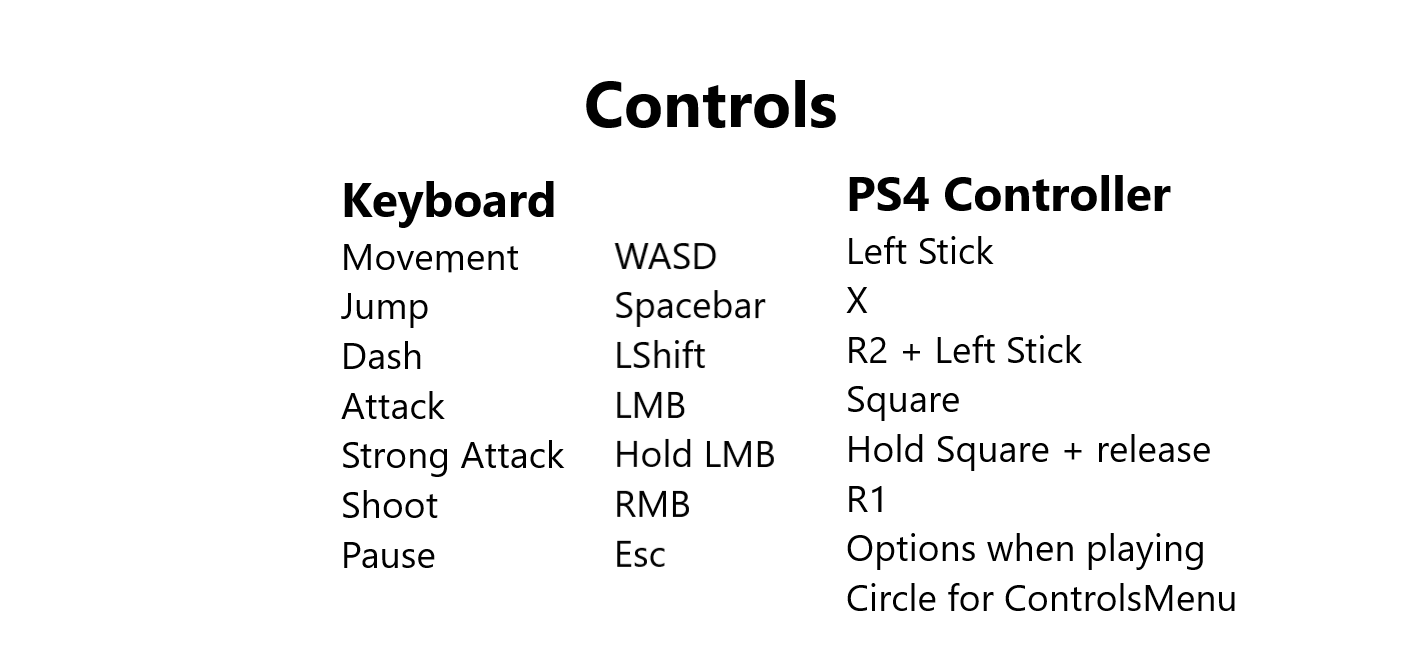 Controls
Keyboard PS4 Controller
Movement WASD Left Stick
Jump Spacebar X
Dash LShift R2 + Left Stick
Attack LMB Square
Strong Attack Hold LMB Hold Square + release
Shoot RMB R1
Pause Esc Options when playing
Circle for ControlsMenu